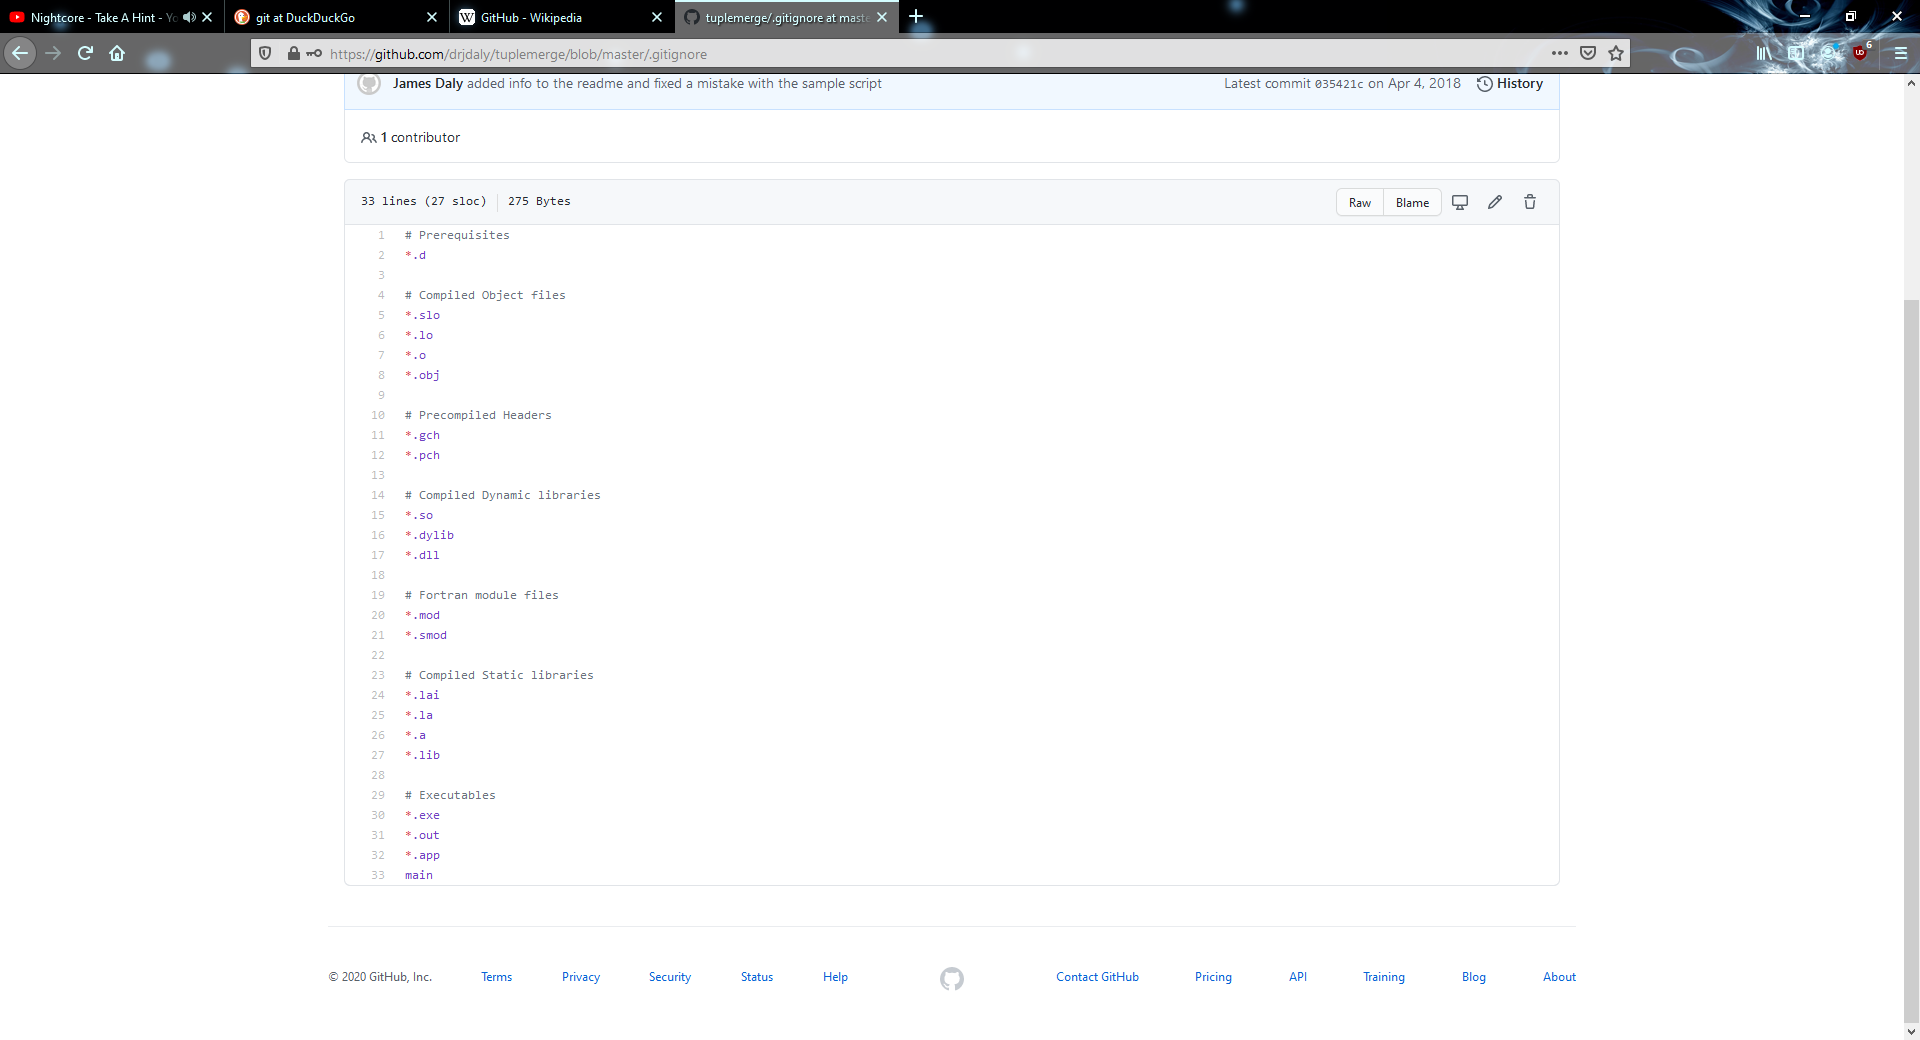 Nightcore - Take A Hint - Yo
git at DuckDuckGo
W GitHub - Wikipedia
tuplemerge/.gitignore at maste
https://github.com/drjdaly/tuplemerge/blob/master/.gitignore
6
James Daly added info to the readme and fixed a mistake with the sample script
Latest commit 035421c on Apr 4, 2018 History
1 contributor
33 lines (27 sloc) 275 Bytes
Raw Blame
1 # Prerequisites
2 *.d
3
4 # Compiled Object files
5 *.slo
6 *.lo
7 *.o
8 *.obj
9
10 # Precompiled Headers
11 *.gch
12 *.pch
13
14 # Compiled Dynamic libraries
15 *.so
16 *.dylib
17 *.dll
18
19 # Fortran module files
20 *.mod
21 *.smod
22
23 # Compiled Static libraries
24 *.lai
25 *.la
26 *.a
27 *.lib
28
29 # Executables
30 *.exe
31 *.out
32 *.app
33 main
© 2020 GitHub, Inc. Terms Privacy Security Status Help Contact GitHub Pricing API Training Blog About